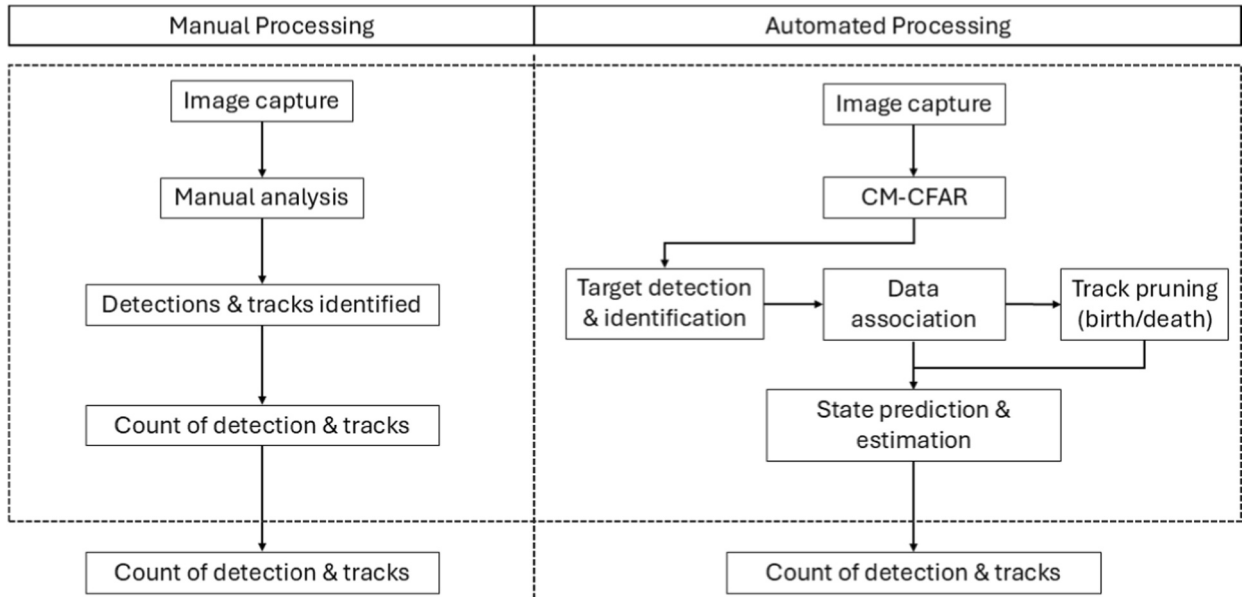 Manual Processing
Automated Processing
Image capture
Manual analysis
Detections & tracks identified
Count of detection & tracks
Count of detection & tracks
Image capture
CM-CFAR
Target detection
& identification
Data
association
Track pruning
(birth/death)
State prediction &
estimation
Count of detection & tracks